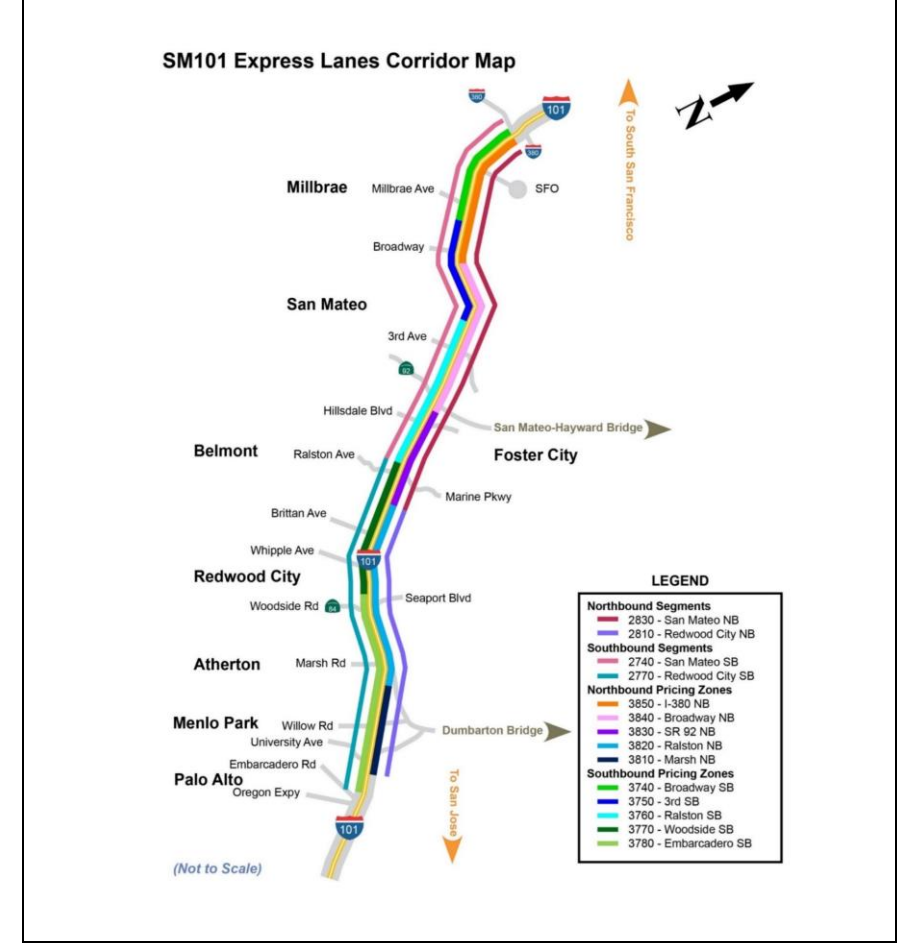 SM101 Express Lanes Corridor Map
380
101
N
To South San Francisco
380
Millbrae
Millbrae Ave
SFO
Broadway
San Mateo
3rd Ave
92
Hillsdale Blvd
San Mateo-Hayward Bridge
Belmont
Ralston Ave
Foster City
Marine Pkwy
Brittan Ave
Whipple Ave
101
Redwood City
Woodside Rd
84
Seaport Blvd
Atherton
Marsh Rd
Menlo Park
Willow Rd
Dumbarton Bridge
University Ave
Embarcadero Rd
Palo Alto
Oregon Expy
To San Jose
101
(Not to Scale)
LEGEND
Northbound Segments
2830 - San Mateo NB
2810 - Redwood City NB
Southbound Segments
2740 - San Mateo SB
2770 - Redwood City SB
Northbound Pricing Zones
3850 - I-380 NB
3840 - Broadway NB
3830 - SR 92 NB
3820 - Ralston NB
3810 - Marsh NB
Southbound Pricing Zones
3740 - Broadway SB
3750 - 3rd SB
3760 - Ralston SB
3770 - Woodside SB
3780 - Embarcadero SB